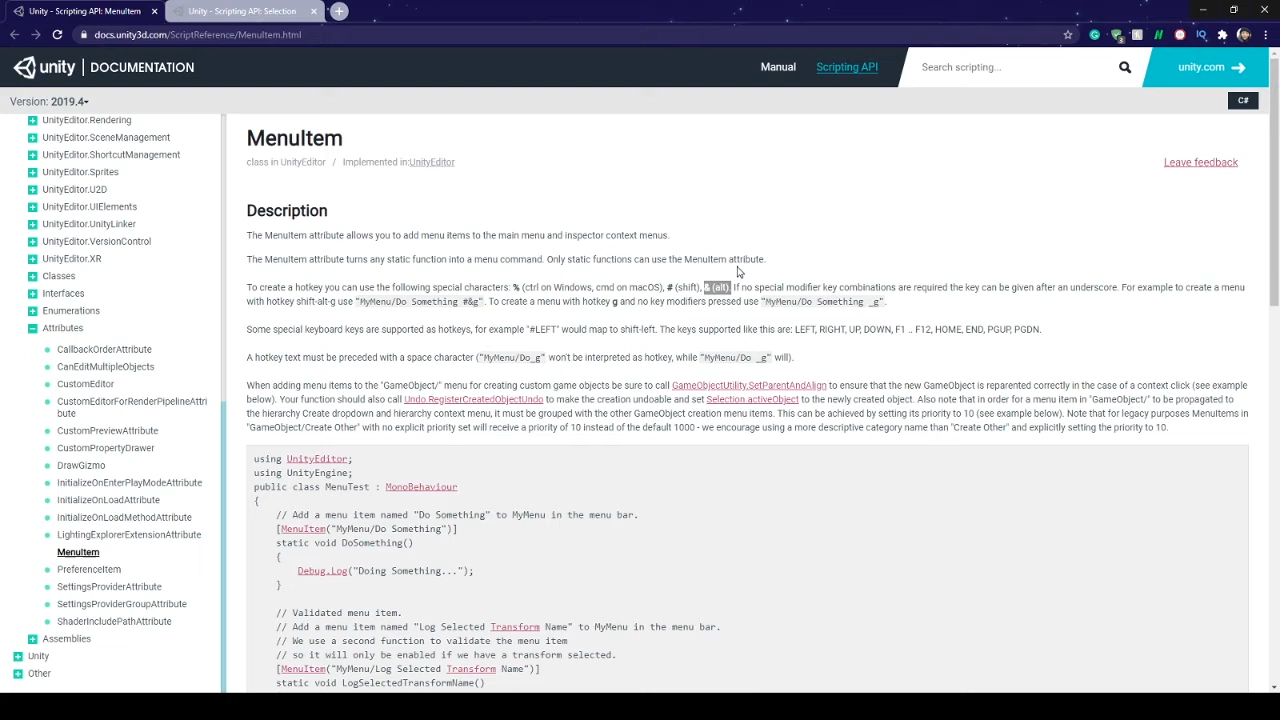 Unity - Scripting API: MenuItem
Unity - Scripting API: Selection
docs.unity3d.com/ScriptReference/MenuItem.html
unity | DOCUMENTATION
Manual
Scripting API
Search scripting...
unity.com
Version: 2019.4
C#
UnityEditor.Rendering
UnityEditor.SceneManagement
UnityEditor.ShortcutManagement
UnityEditor.Sprites
UnityEditor.U2D
UnityEditor.UIElements
UnityEditor.UnityLinker
UnityEditor.VersionControl
UnityEditor.XR
Classes
Interfaces
Enumerations
Attributes
CallbackOrderAttribute
CanEditMultipleObjects
CustomEditor
CustomEditorForRenderPipelineAttri
bute
CustomPreviewAttribute
CustomPropertyDrawer
DrawGizmo
InitializeOnEnterPlayModeAttribute
InitializeOnLoadAttribute
InitializeOnLoadMethodAttribute
LightingExplorerExtensionAttribute
MenuItem
PreferenceItem
SettingsProviderAttribute
SettingsProviderGroupAttribute
ShaderIncludePathAttribute
Assemblies
Unity
Other
MenuItem
class in UnityEditor / Implemented in:UnityEditor
Leave feedback
Description
The MenuItem attribute allows you to add menu items to the main menu and inspector context menus.
The MenuItem attribute turns any static function into a menu command. Only static functions can use the MenuItem attribute.
To create a hotkey you can use the following special characters: % (ctrl on Windows, cmd on macOS), # (shift), & (alt). If no special modifier key combinations are required the key can be given after an underscore. For example to create a menu
with hotkey shift-alt-g use "MyMenu/Do Something #&g". To create a menu with hotkey g and no key modifiers pressed use "MyMenu/Do Something _g".
Some special keyboard keys are supported as hotkeys, for example "#LEFT" would map to shift-left. The keys supported like this are: LEFT, RIGHT, UP, DOWN, F1 .. F12, HOME, END, PGUP, PGDN.
A hotkey text must be preceded with a space character ("MyMenu/Do_g" won't be interpreted as hotkey, while "MyMenu/Do _g" will).
When adding menu items to the "GameObject/" menu for creating custom game objects be sure to call GameObjectUtility.SetParentAndAlign to ensure that the new GameObject is reparented correctly in the case of a context click (see example
below). Your function should also call Undo.RegisterCreatedObjectUndo to make the creation undoable and set Selection.activeObject to the newly created object. Also note that in order for a menu item in "GameObject/" to be propagated to
the hierarchy Create dropdown and hierarchy context menu, it must be grouped with the other GameObject creation menu items. This can be achieved by setting its priority to 10 (see example below). Note that for legacy purposes MenuItems in
"GameObject/Create Other" with no explicit priority set will receive a priority of 10 instead of the default 1000 - we encourage using a more descriptive category name than "Create Other" and explicitly setting the priority to 10.
using UnityEditor;
using UnityEngine;
public class MenuTest : MonoBehaviour
{
// Add a menu item named "Do Something" to MyMenu in the menu bar.
[MenuItem("MyMenu/Do Something")]
static void DoSomething()
{
Debug.Log("Doing Something...");
}
// Validated menu item.
// Add a menu item named "Log Selected Transform Name" to MyMenu in the menu bar.
// We use a second function to validate the menu item
// so it will only be enabled if we have a transform selected.
[MenuItem("MyMenu/Log Selected Transform Name")]
static void LogSelectedTransformName()